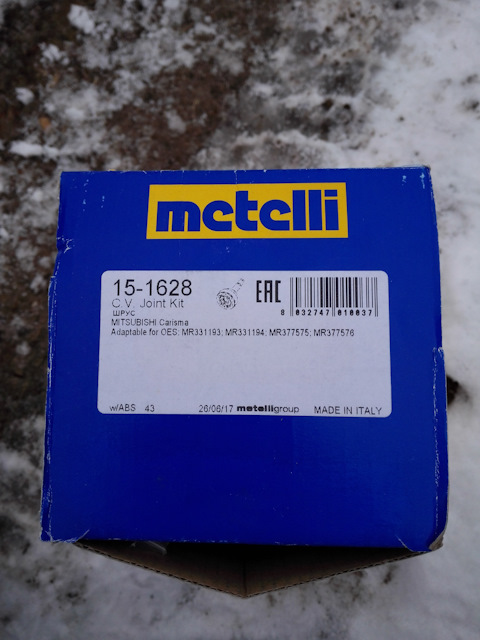 metelli
15-1628
C.V. Joint Kit
ШРУС
MITSUBISHI Carisma
Adaptable for OES: MR331193; MR331194; MR377575; MR377576
EAC
8 032747 010037
w/ABS 43
26/06/17 metelligroup MADE IN ITALY